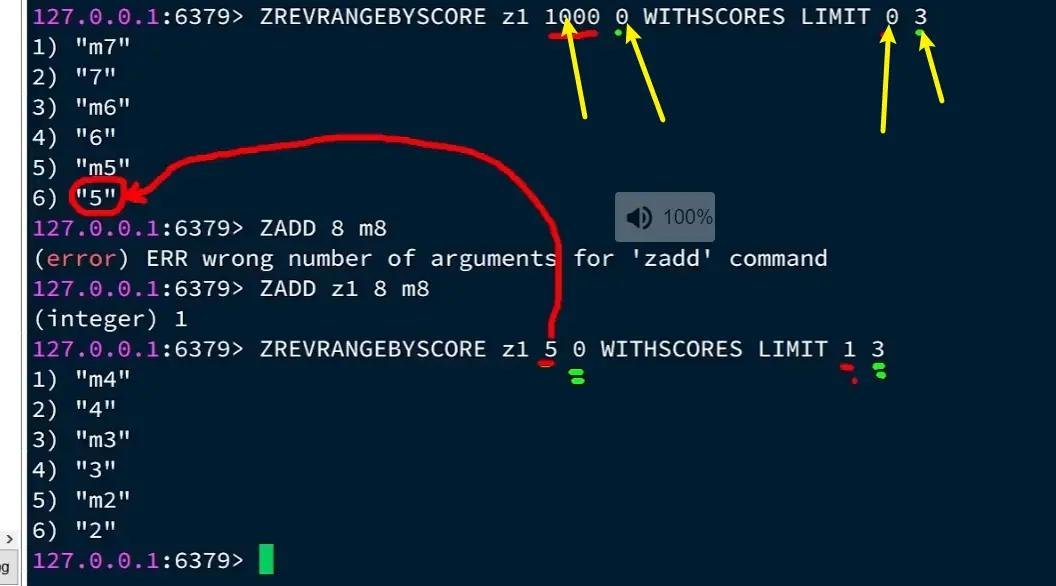 127.0.0.1:6379> ZREVRANGEBYSCORE z1 1000 0 WITHSCORES LIMIT 0 3
1) "m7"
2) "7"
3) "m6"
4) "6"
5) "m5"
6) "5"
127.0.0.1:6379> ZADD 8 m8
100%
(error) ERR wrong number of arguments for 'zadd' command
127.0.0.1:6379> ZADD z1 8 m8
(integer) 1
127.0.0.1:6379> ZREVRANGEBYSCORE z1 5 0 WITHSCORES LIMIT 1 3
1) "m4"
2) "4"
3) "m3"
4) "3"
5) "m2"
6) "2"
127.0.0.1:6379>